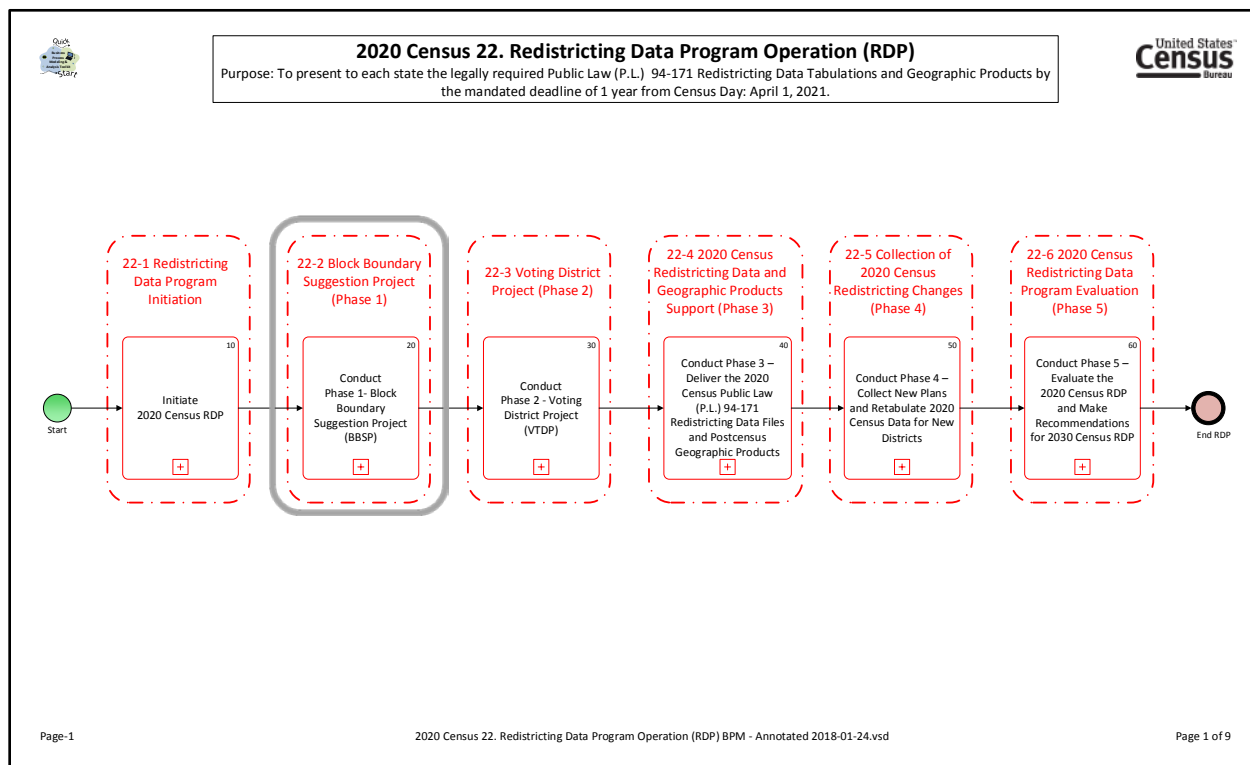 Quick
Business
Process
Modeling &
Analysis Toolkit
Start
2020 Census 22. Redistricting Data Program Operation (RDP)
Purpose: To present to each state the legally required Public Law (P.L.) 94-171 Redistricting Data Tabulations and Geographic Products by
the mandated deadline of 1 year from Census Day: April 1, 2021.
United States™
Census
Bureau
22-1 Redistricting
Data Program
Initiation
22-2 Block Boundary
Suggestion Project
(Phase 1)
22-3 Voting District
Project (Phase 2)
22-4 2020 Census
Redistricting Data and
Geographic Products
Support (Phase 3)
22-5 Collection of
2020 Census
Redistricting Changes
(Phase 4)
22-6 2020 Census
Redistricting Data
Program Evaluation
(Phase 5)
Start
10
Initiate
2020 Census RDP
+
20
Conduct
Phase 1- Block
Boundary
Suggestion Project
(BBSP)
+
30
Conduct
Phase 2 - Voting
District Project
(VTDP)
+
40
Conduct Phase 3 –
Deliver the 2020
Census Public Law
(P.L.) 94-171
Redistricting Data Files
and Postcensus
Geographic Products
+
50
Conduct Phase 4 –
Collect New Plans
and Retabulate 2020
Census Data for New
Districts
+
60
Conduct Phase 5 –
Evaluate the
2020 Census RDP
and Make
Recommendations
for 2030 Census RDP
+
End RDP
Page-1
2020 Census 22. Redistricting Data Program Operation (RDP) BPM - Annotated 2018-01-24.vsd
Page 1 of 9